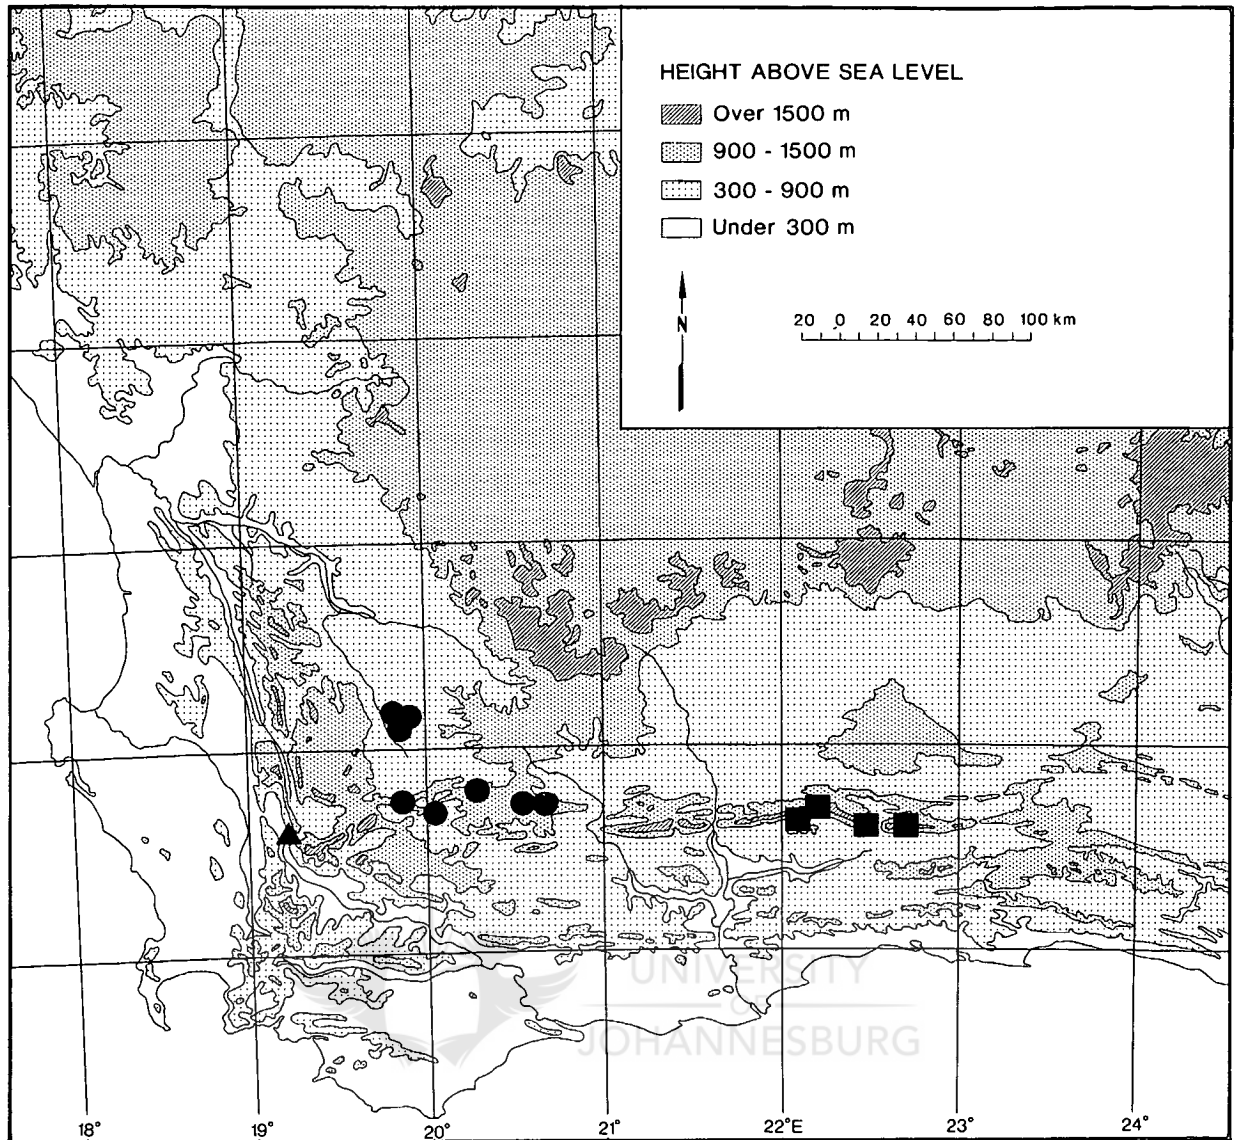 HEIGHT ABOVE SEA LEVEL
Over 1500 m
900 - 1500 m
300 - 900 m
Under 300 m
N
20 0 20 40 60 80 100 km
UNIVERSITY
OF
JOHANNESBURG
18° 19° 20° 21° 22°E 23° 24°